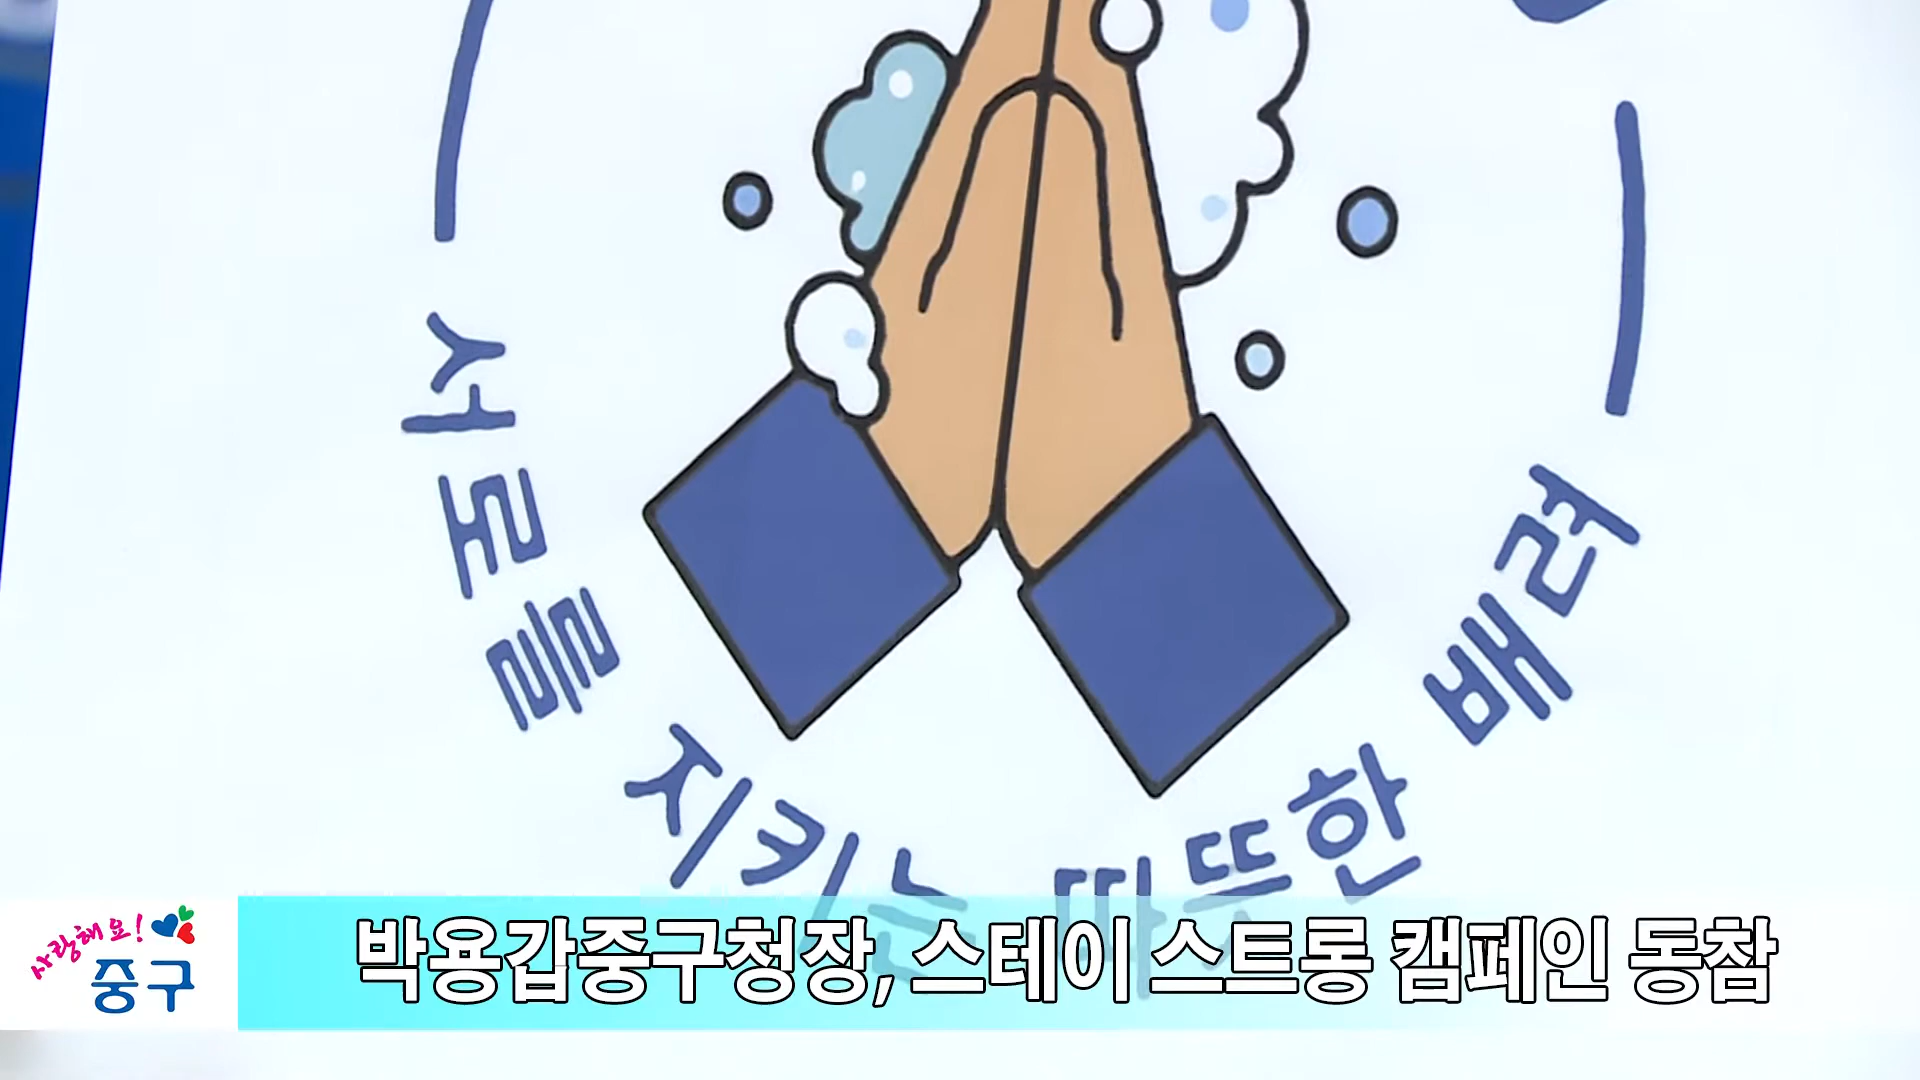 서로를 지키는 따뜻한 배려
사랑해요!
중구
박용갑중구청장, 스테이 스트롱 캠페인 동참